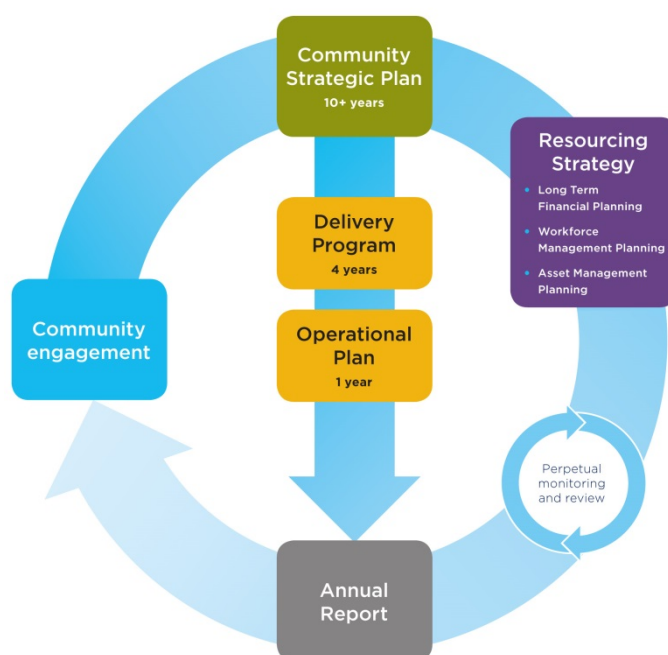 Community
Strategic Plan
10+ years
Resourcing
Strategy
• Long Term
Financial Planning
• Workforce
Management Planning
• Asset Management
Planning
Delivery
Program
4 years
Community
engagement
Operational
Plan
1 year
Perpetual
monitoring
and review
Annual
Report